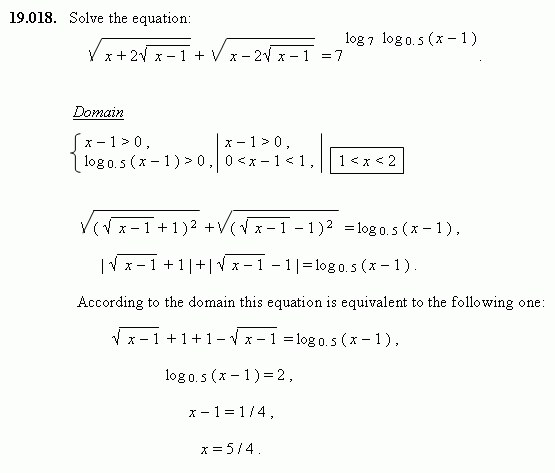 19.018. Solve the equation:
√(x + 2√(x − 1)) + √(x − 2√(x − 1)) = 7^(log₇ log₀.₅ (x − 1)).
Domain
{ x − 1 > 0, | x − 1 > 0, |
{ log₀.₅ (x − 1) > 0, | 0 < x − 1 < 1, | 1 < x < 2
√((√(x − 1) + 1)²) + √((√(x − 1) − 1)²) = log₀.₅ (x − 1),
|√(x − 1) + 1| + |√(x − 1) − 1| = log₀.₅ (x − 1).
According to the domain this equation is equivalent to the following one:
√(x − 1) + 1 + 1 − √(x − 1) = log₀.₅ (x − 1),
log₀.₅ (x − 1) = 2,
x − 1 = 1/4,
x = 5/4.